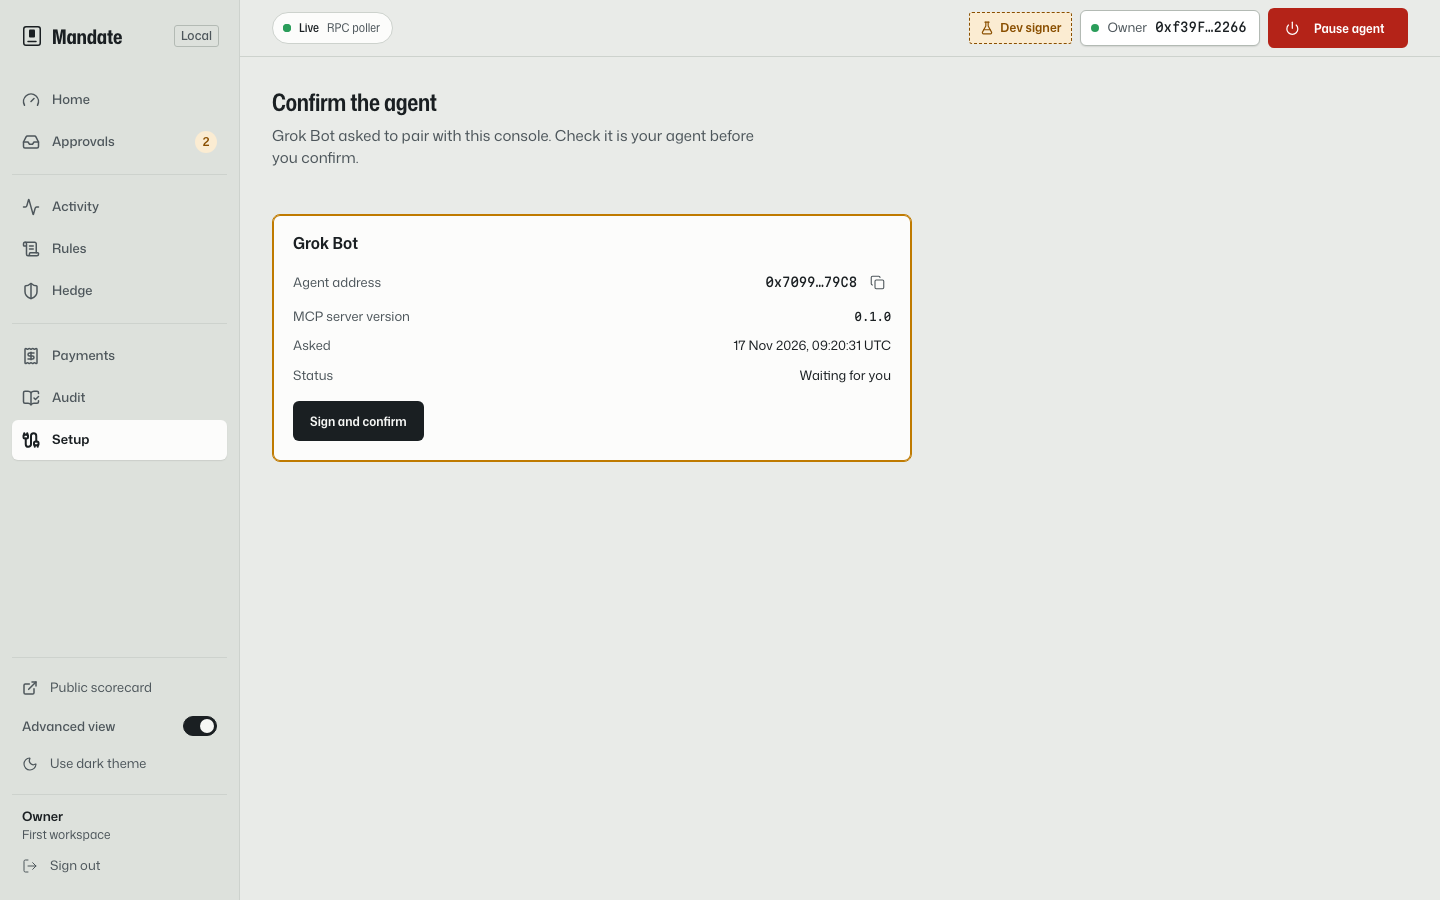 Mandate
Local
Live RPC poller
Dev signer
Owner 0xf39F…2266
Pause agent
Home
Approvals 2
Activity
Rules
Hedge
Payments
Audit
Setup
Public scorecard
Advanced view
Use dark theme
Owner
First workspace
Sign out
Confirm the agent
Grok Bot asked to pair with this console. Check it is your agent before
you confirm.
Grok Bot
Agent address 0x7099…79C8
MCP server version 0.1.0
Asked 17 Nov 2026, 09:20:31 UTC
Status Waiting for you
Sign and confirm